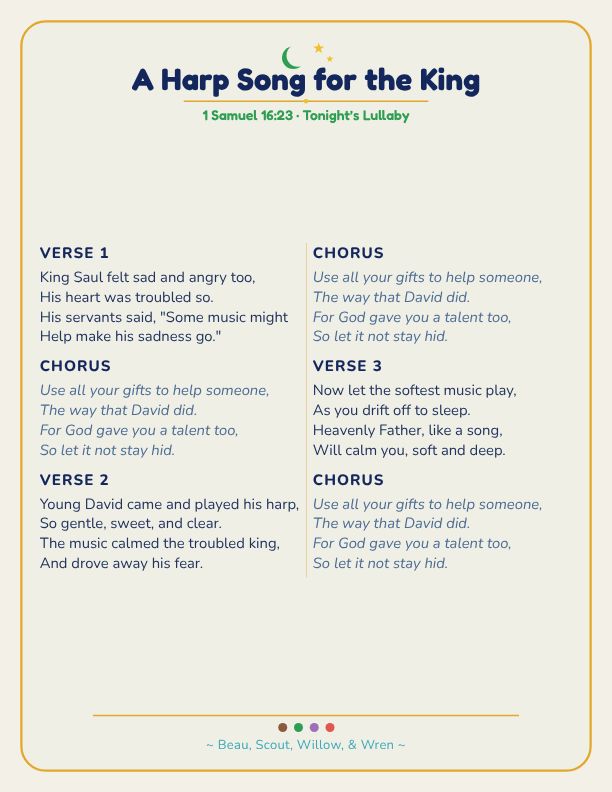 A Harp Song for the King
1 Samuel 16:23 · Tonight's Lullaby
VERSE 1
King Saul felt sad and angry too,
His heart was troubled so.
His servants said, "Some music might
Help make his sadness go."
CHORUS
Use all your gifts to help someone,
The way that David did.
For God gave you a talent too,
So let it not stay hid.
VERSE 2
Young David came and played his harp,
So gentle, sweet, and clear.
The music calmed the troubled king,
And drove away his fear.
CHORUS
Use all your gifts to help someone,
The way that David did.
For God gave you a talent too,
So let it not stay hid.
VERSE 3
Now let the softest music play,
As you drift off to sleep.
Heavenly Father, like a song,
Will calm you, soft and deep.
CHORUS
Use all your gifts to help someone,
The way that David did.
For God gave you a talent too,
So let it not stay hid.
~ Beau, Scout, Willow, & Wren ~